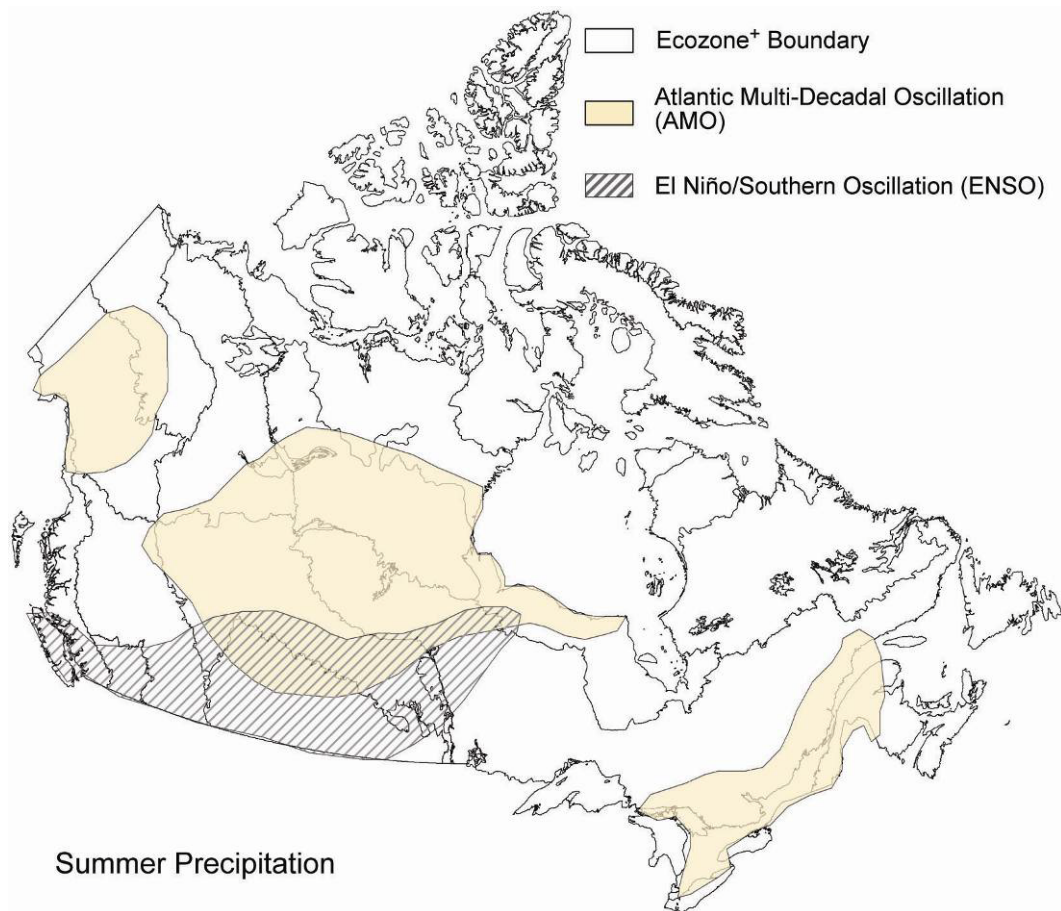 Ecozone⁺ Boundary
Atlantic Multi-Decadal Oscillation
(AMO)
El Niño/Southern Oscillation (ENSO)
Summer Precipitation